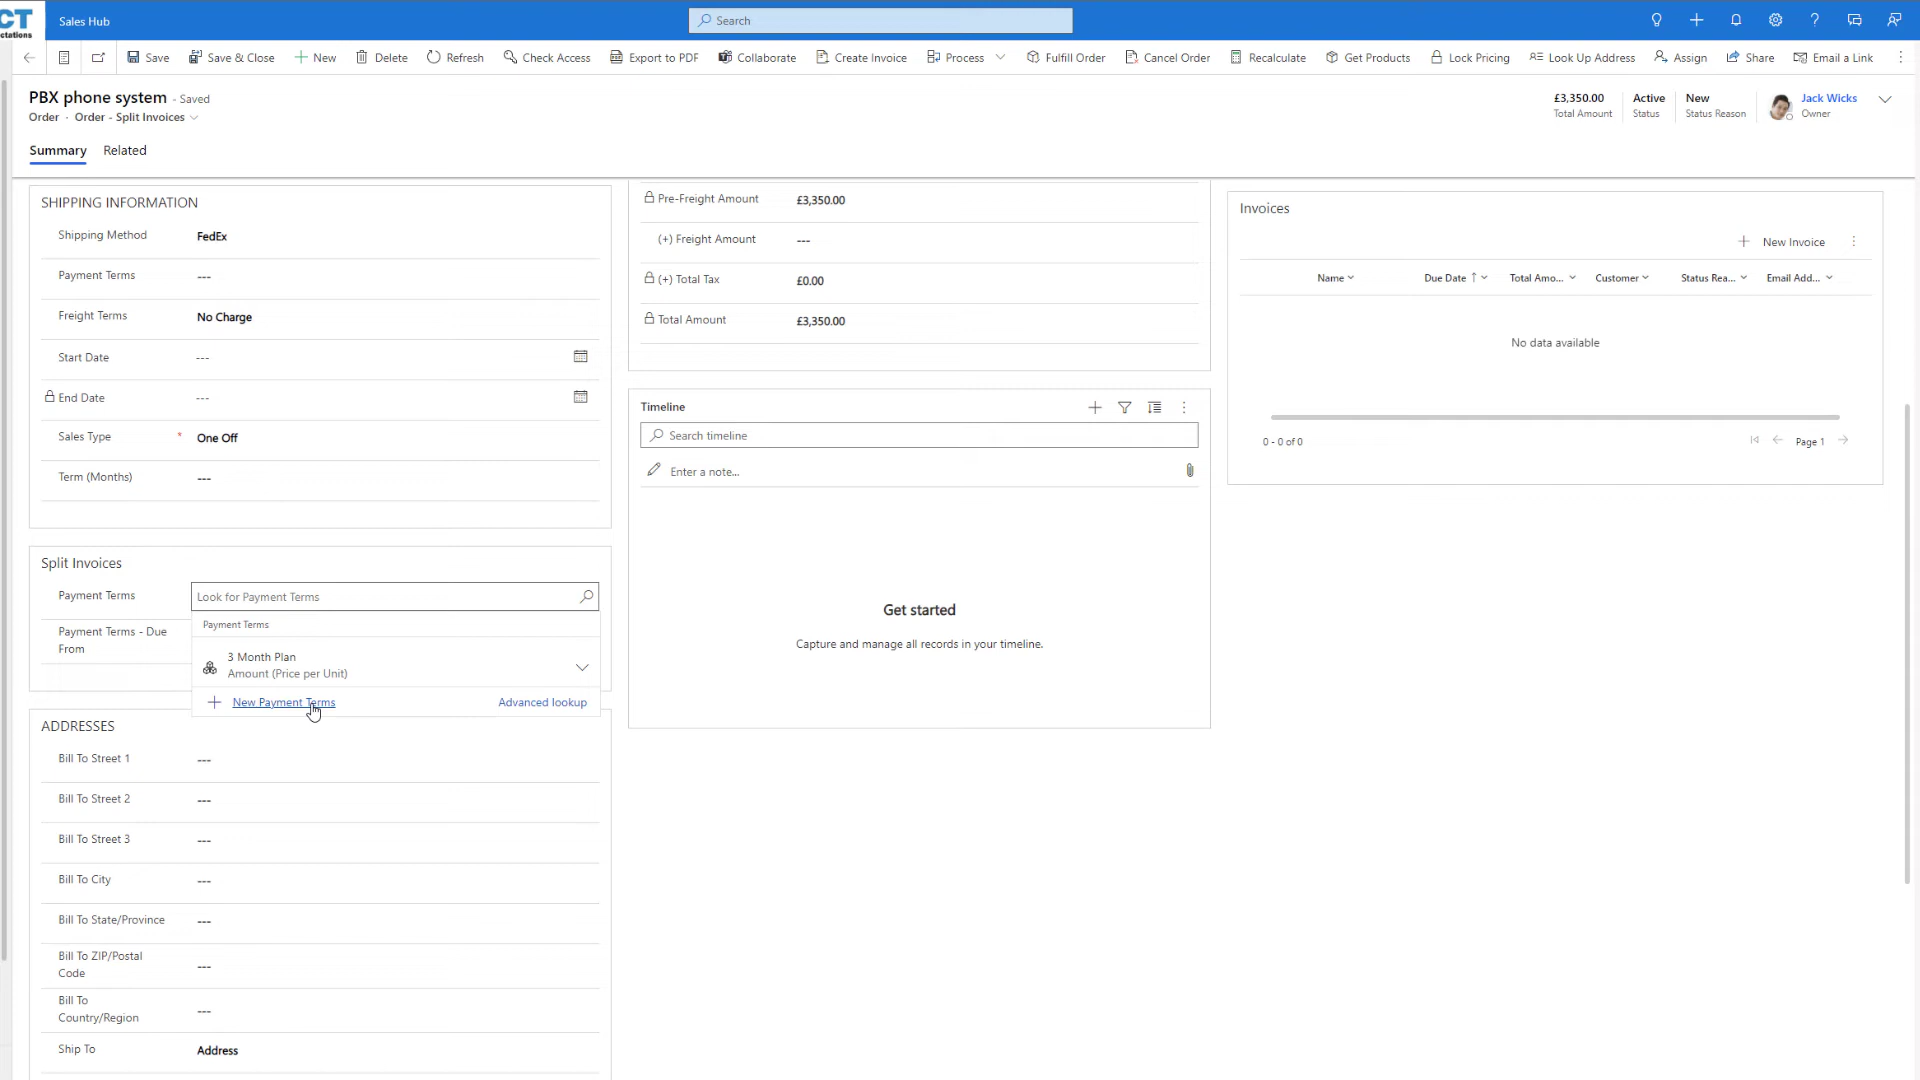 CT
ctations
Sales Hub
Search
Save
Save & Close
New
Delete
Refresh
Check Access
Export to PDF
Collaborate
Create Invoice
Process
Fulfill Order
Cancel Order
Recalculate
Get Products
Lock Pricing
Look Up Address
Assign
Share
Email a Link
PBX phone system - Saved
Order · Order - Split Invoices
£3,350.00
Total Amount
Active
Status
New
Status Reason
Jack Wicks
Owner
Summary
Related
SHIPPING INFORMATION
Shipping Method
FedEx
Payment Terms
---
Freight Terms
No Charge
Start Date
---
End Date
---
Sales Type
*
One Off
Term (Months)
---
Split Invoices
Payment Terms
Look for Payment Terms
Payment Terms
Payment Terms - Due
From
3 Month Plan
Amount (Price per Unit)
New Payment Terms
Advanced lookup
ADDRESSES
Bill To Street 1
---
Bill To Street 2
---
Bill To Street 3
---
Bill To City
---
Bill To State/Province
---
Bill To ZIP/Postal
Code
---
Bill To
Country/Region
---
Ship To
Address
Pre-Freight Amount
£3,350.00
(+) Freight Amount
---
(+) Total Tax
£0.00
Total Amount
£3,350.00
Timeline
Search timeline
Enter a note...
Get started
Capture and manage all records in your timeline.
Invoices
New Invoice
Name
Due Date
Total Amo...
Customer
Status Rea...
Email Add...
No data available
0 - 0 of 0
Page 1